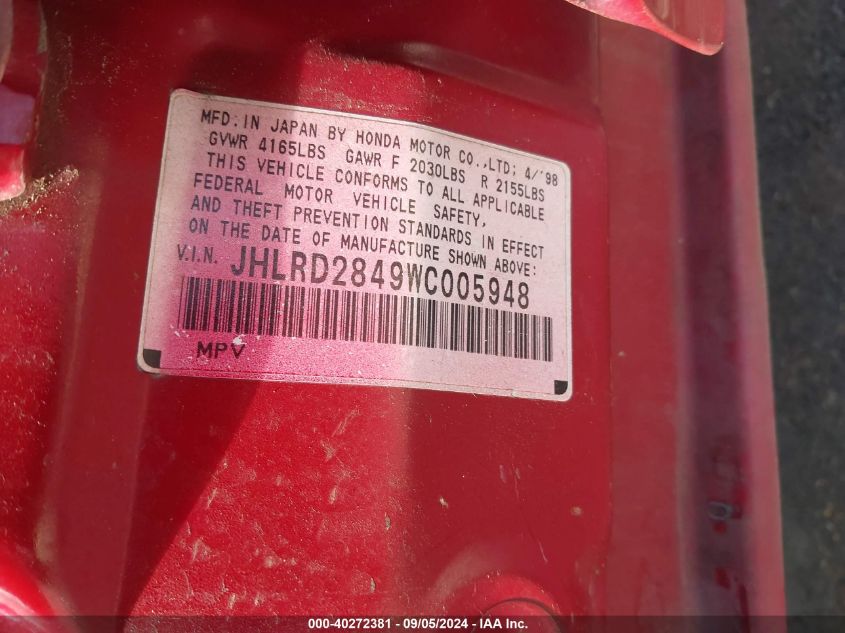 MFD: IN JAPAN BY HONDA MOTOR CO.,LTD; 4/'98
GVWR 4165LBS GAWR F 2030LBS R 2155LBS
THIS VEHICLE CONFORMS TO ALL APPLICABLE
FEDERAL MOTOR VEHICLE SAFETY,
AND THEFT PREVENTION STANDARDS IN EFFECT
ON THE DATE OF MANUFACTURE SHOWN ABOVE:
V.I.N. JHLRD2849WC005948
MPV
000-40272381 - 09/05/2024 - IAA Inc.